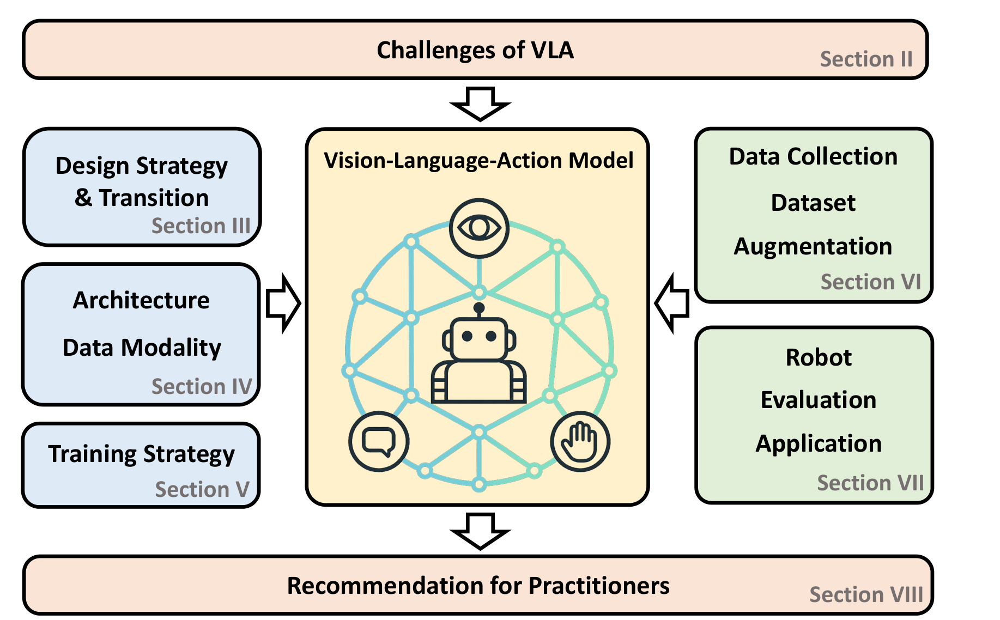 Challenges of VLA
Section II
Design Strategy
& Transition
Section III
Architecture
Data Modality
Section IV
Training Strategy
Section V
Vision-Language-Action Model
Data Collection
Dataset
Augmentation
Section VI
Robot
Evaluation
Application
Section VII
Recommendation for Practitioners
Section VIII